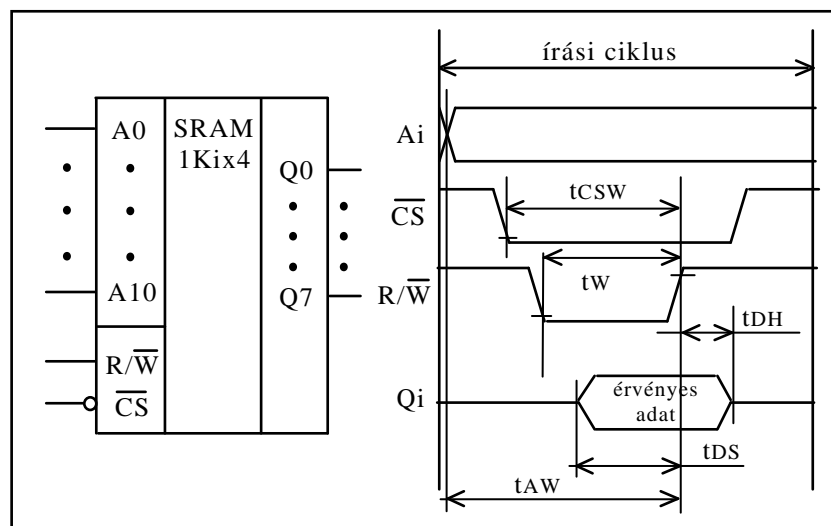 írási ciklus
A0
SRAM
1Kix4
Q0
A10
Q7
R/W
CS
Ai
CS
tCSW
R/W
tW
tDH
Qi
érvényes
adat
tDS
tAW